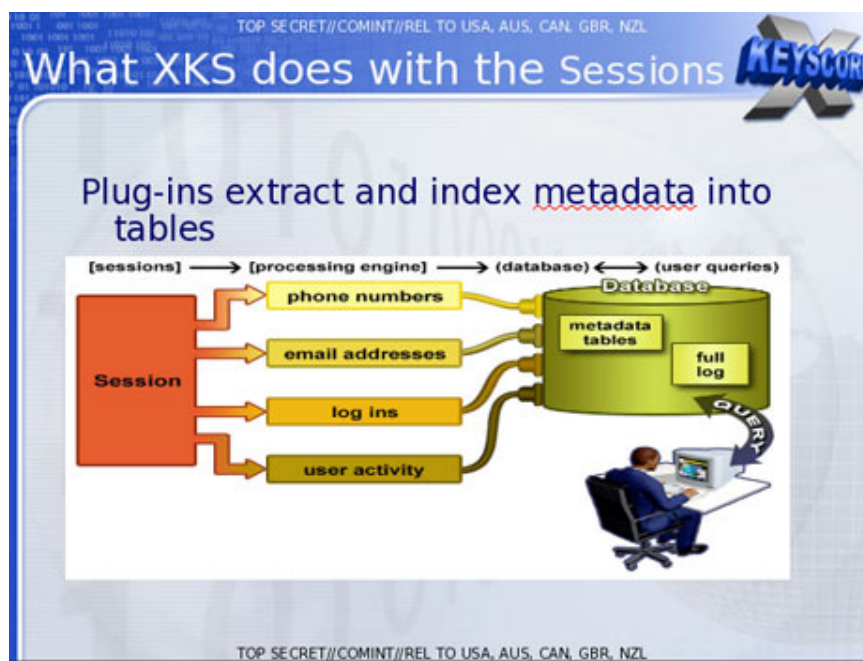 TOP SECRET//COMINT//REL TO USA, AUS, CAN, GBR, NZL
What XKS does with the Sessions
X
KEYSCOR
Plug-ins extract and index metadata into
tables
[sessions] → [processing engine] → (database) ↔ (user queries)
Database
phone numbers
metadata
tables
email addresses
full
log
Session
log ins
QUERY
user activity
TOP SECRET//COMINT//REL TO USA, AUS, CAN, GBR, NZL